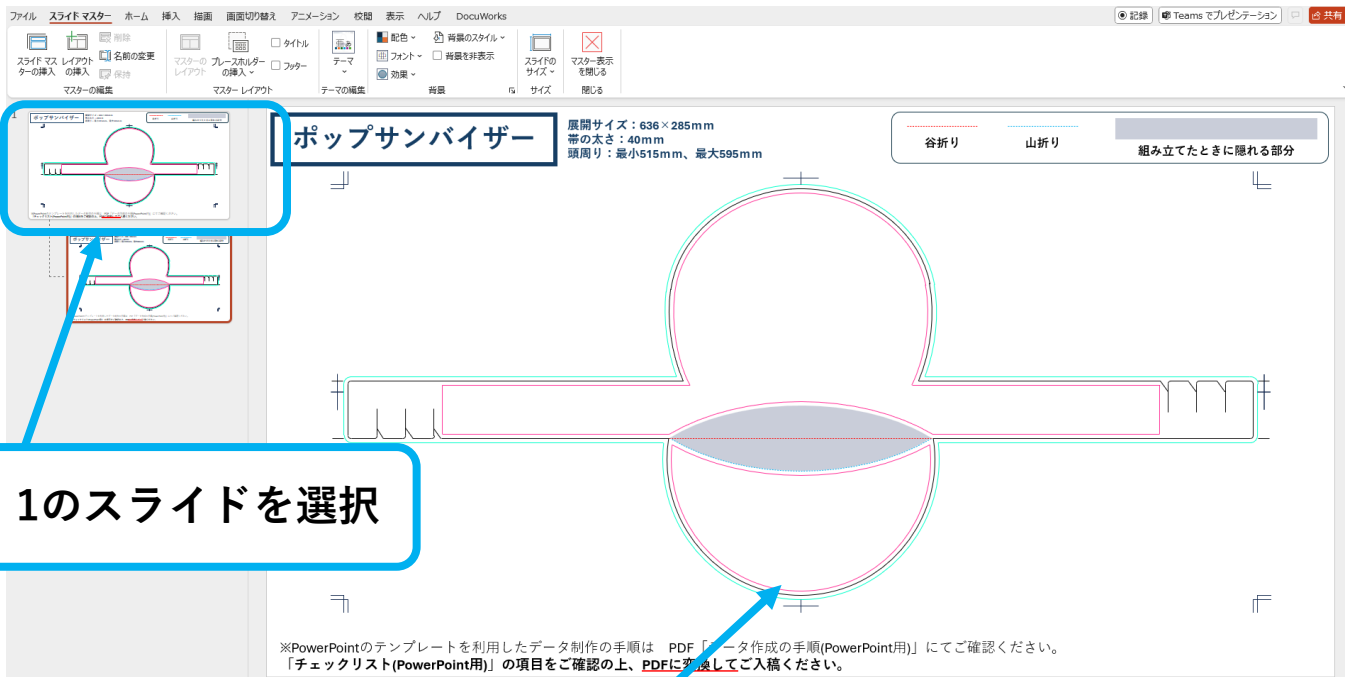 ファイル スライド マスター ホーム 挿入 描画 画面切り替え アニメーション 校閲 表示 ヘルプ DocuWorks
記録 Teams でプレゼンテーション 共有
スライド マスターの挿入
レイアウトの挿入
削除
名前の変更
保持
マスターの編集
マスターのレイアウト
プレースホルダーの挿入
タイトル
フッター
マスター レイアウト
テーマ
テーマの編集
配色
フォント
効果
背景のスタイル
背景を非表示
背景
スライドのサイズ
サイズ
マスター表示を閉じる
閉じる
1
ポップサンバイザー
展開サイズ：636×285mm
帯の太さ：40mm
頭周り：最小515mm、最大595mm
谷折り
山折り
組み立てたときに隠れる部分
ポップサンバイザー
1のスライドを選択
※PowerPointのテンプレートを利用したデータ制作の手順は PDF「データ作成の手順(PowerPoint用)」にてご確認ください。
「チェックリスト(PowerPoint用)」の項目をご確認の上、PDFに変換してご入稿ください。